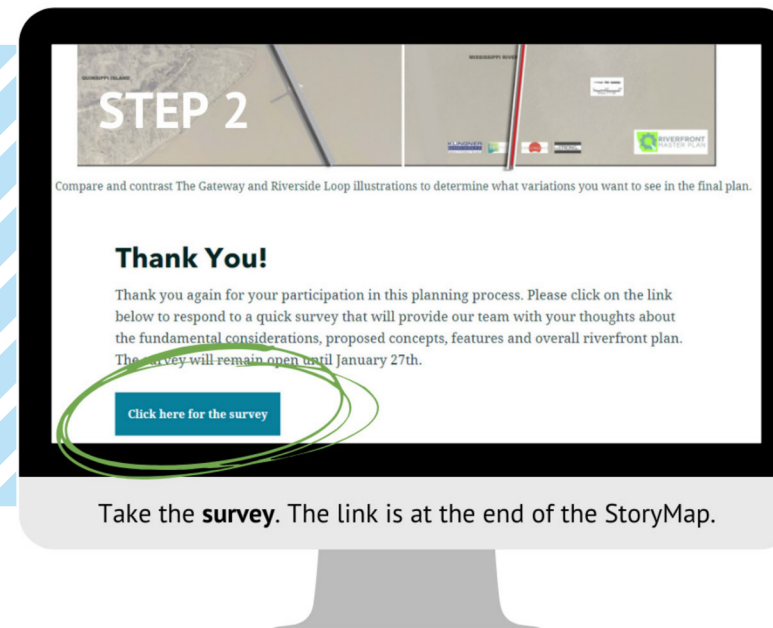 QUINSIPPI ISLAND
MISSISSIPPI RIVER
STEP 2
KLINGNER
RIVERFRONT
MASTER PLAN
Compare and contrast The Gateway and Riverside Loop illustrations to determine what variations you want to see in the final plan.
Thank You!
Thank you again for your participation in this planning process. Please click on the link
below to respond to a quick survey that will provide our team with your thoughts about
the fundamental considerations, proposed concepts, features and overall riverfront plan.
The survey will remain open until January 27th.
Click here for the survey
Take the survey. The link is at the end of the StoryMap.